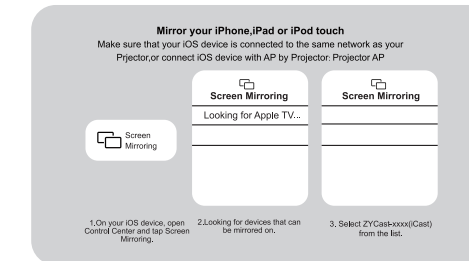 Mirror your iPhone,iPad or iPod touch
Make sure that your iOS device is connected to the same network as your
Prjector,or connect iOS device with AP by Projector: Projector AP
Screen
Mirroring
Screen Mirroring
Looking for Apple TV...
Screen Mirroring
1.On your iOS device, open
Control Center and tap Screen
Mirroring.
2.Looking for devices that can
be mirrored on.
3. Select ZYCast-xxxx(iCast)
from the list.